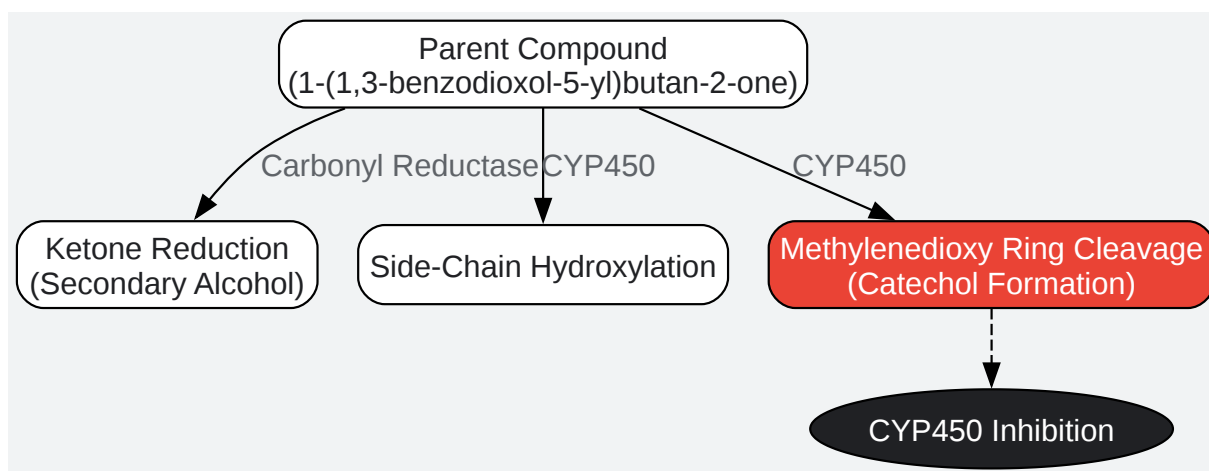 Parent Compound
(1-(1,3-benzodioxol-5-yl)butan-2-one)
Carbonyl Reductase
CYP450
CYP450
Ketone Reduction
(Secondary Alcohol)
Side-Chain Hydroxylation
Methylenedioxy Ring Cleavage
(Catechol Formation)
CYP450 Inhibition